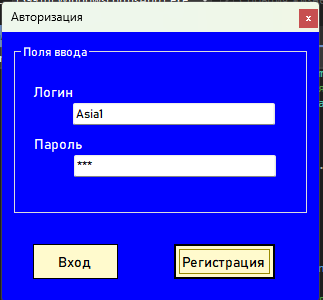 Авторизация
x
Поля ввода
Логин
Asia1
Пароль
***
Вход
Регистрация